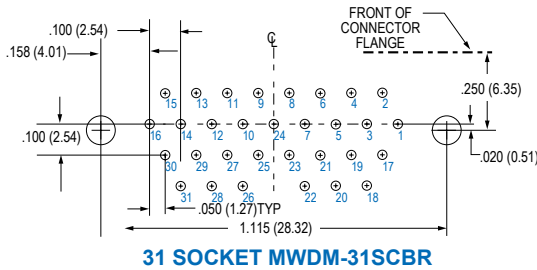 .100 (2.54)
.158 (4.01)
℄
FRONT OF
CONNECTOR
FLANGE
.250 (6.35)
15 13 11 9 8 6 4 2
16 14 12 10 24 7 5 3 1
.100 (2.54)
.020 (0.51)
30 29 27 25 23 21 19 17
31 28 26 22 20 18
.050 (1.27)TYP
1.115 (28.32)
31 SOCKET MWDM-31SCBR